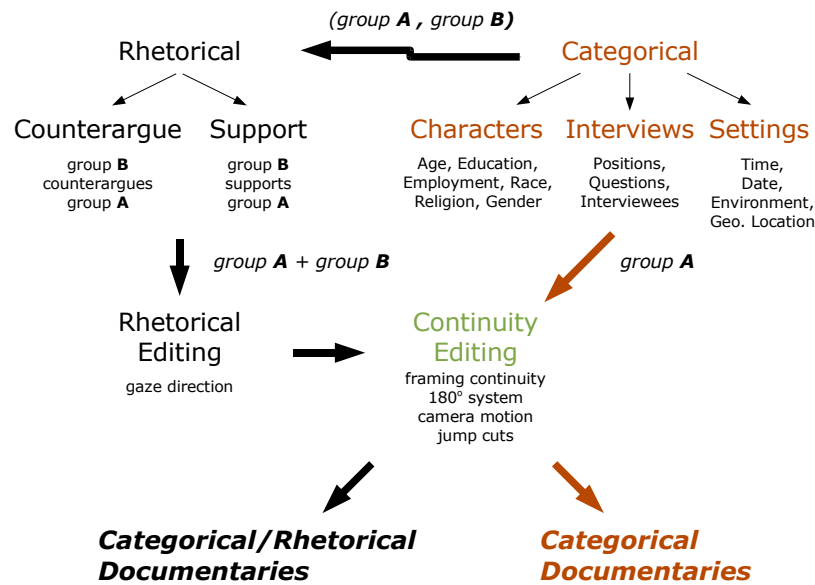 (group A , group B)
Rhetorical
Categorical
Counterargue
group B
counterargues
group A
Support
group B
supports
group A
Characters
Age, Education,
Employment, Race,
Religion, Gender
Interviews
Positions,
Questions,
Interviewees
Settings
Time,
Date,
Environment,
Geo. Location
group A + group B
group A
Rhetorical
Editing
gaze direction
Continuity
Editing
framing continuity
180° system
camera motion
jump cuts
Categorical/Rhetorical
Documentaries
Categorical
Documentaries